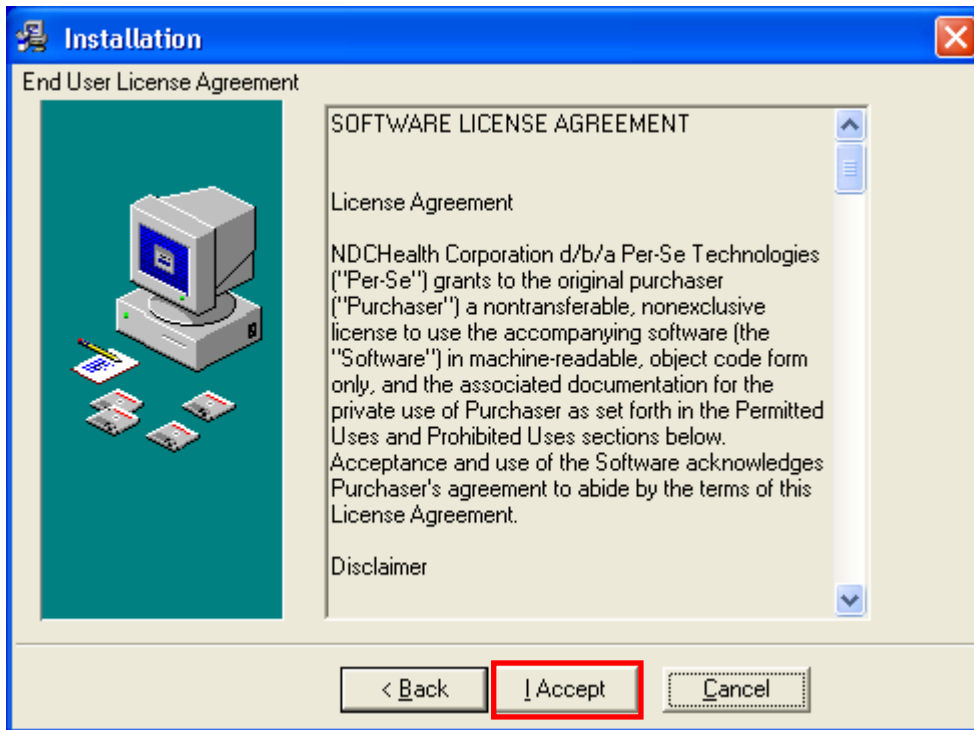 Installation
End User License Agreement
SOFTWARE LICENSE AGREEMENT
License Agreement
NDCHealth Corporation d/b/a Per-Se Technologies
("Per-Se") grants to the original purchaser
("Purchaser") a nontransferable, nonexclusive
license to use the accompanying software (the
"Software") in machine-readable, object code form
only, and the associated documentation for the
private use of Purchaser as set forth in the Permitted
Uses and Prohibited Uses sections below.
Acceptance and use of the Software acknowledges
Purchaser's agreement to abide by the terms of this
License Agreement.
Disclaimer
< Back I Accept Cancel